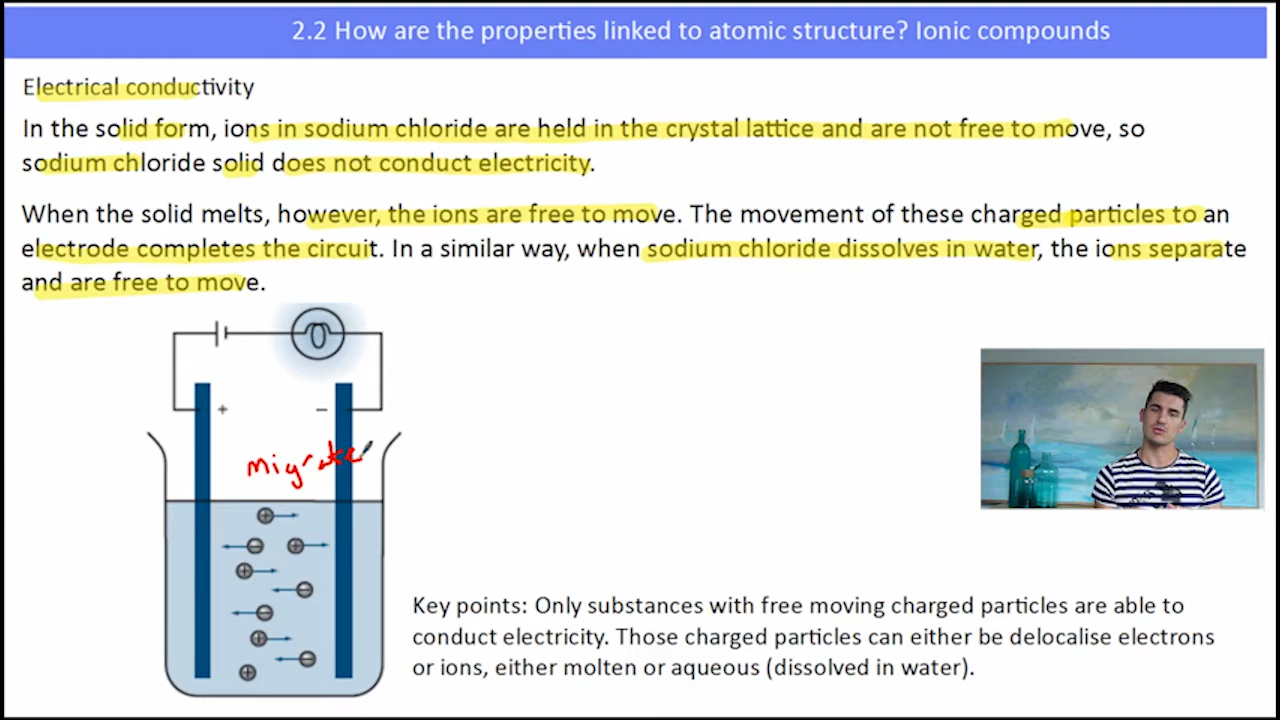 2.2 How are the properties linked to atomic structure? Ionic compounds
Electrical conductivity
In the solid form, ions in sodium chloride are held in the crystal lattice and are not free to move, so
sodium chloride solid does not conduct electricity.
When the solid melts, however, the ions are free to move. The movement of these charged particles to an
electrode completes the circuit. In a similar way, when sodium chloride dissolves in water, the ions separate
and are free to move.
+ −
migrate
+
− +
+
−
−
+
−
+
Key points: Only substances with free moving charged particles are able to
conduct electricity. Those charged particles can either be delocalise electrons
or ions, either molten or aqueous (dissolved in water).